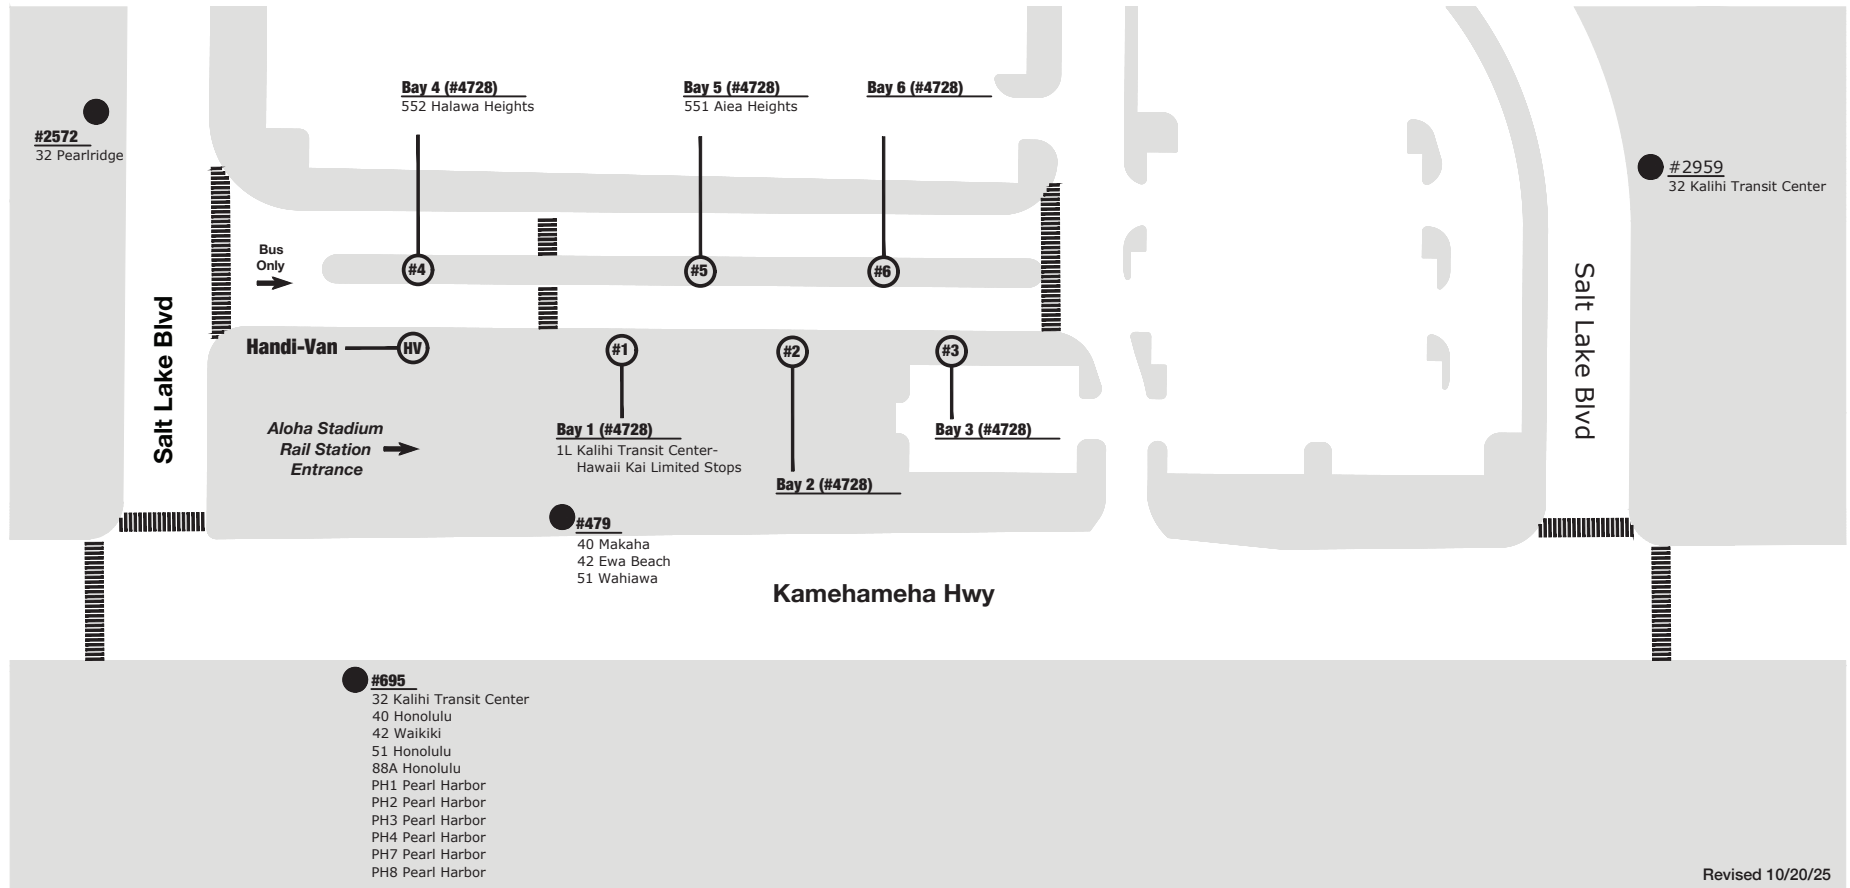 Bay 4 (#4728)
552 Halawa Heights
Bay 5 (#4728)
551 Aiea Heights
Bay 6 (#4728)
#2572
32 Pearlridge
#2959
32 Kalihi Transit Center
Bus
Only
#4
#5
#6
Salt Lake Blvd
Salt Lake Blvd
Handi-Van
HV
#1
#2
#3
Aloha Stadium
Rail Station
Entrance
Bay 1 (#4728)
1L Kalihi Transit Center-
Hawaii Kai Limited Stops
Bay 3 (#4728)
Bay 2 (#4728)
#479
40 Makaha
42 Ewa Beach
51 Wahiawa
Kamehameha Hwy
#695
32 Kalihi Transit Center
40 Honolulu
42 Waikiki
51 Honolulu
88A Honolulu
PH1 Pearl Harbor
PH2 Pearl Harbor
PH3 Pearl Harbor
PH4 Pearl Harbor
PH7 Pearl Harbor
PH8 Pearl Harbor
Revised 10/20/25